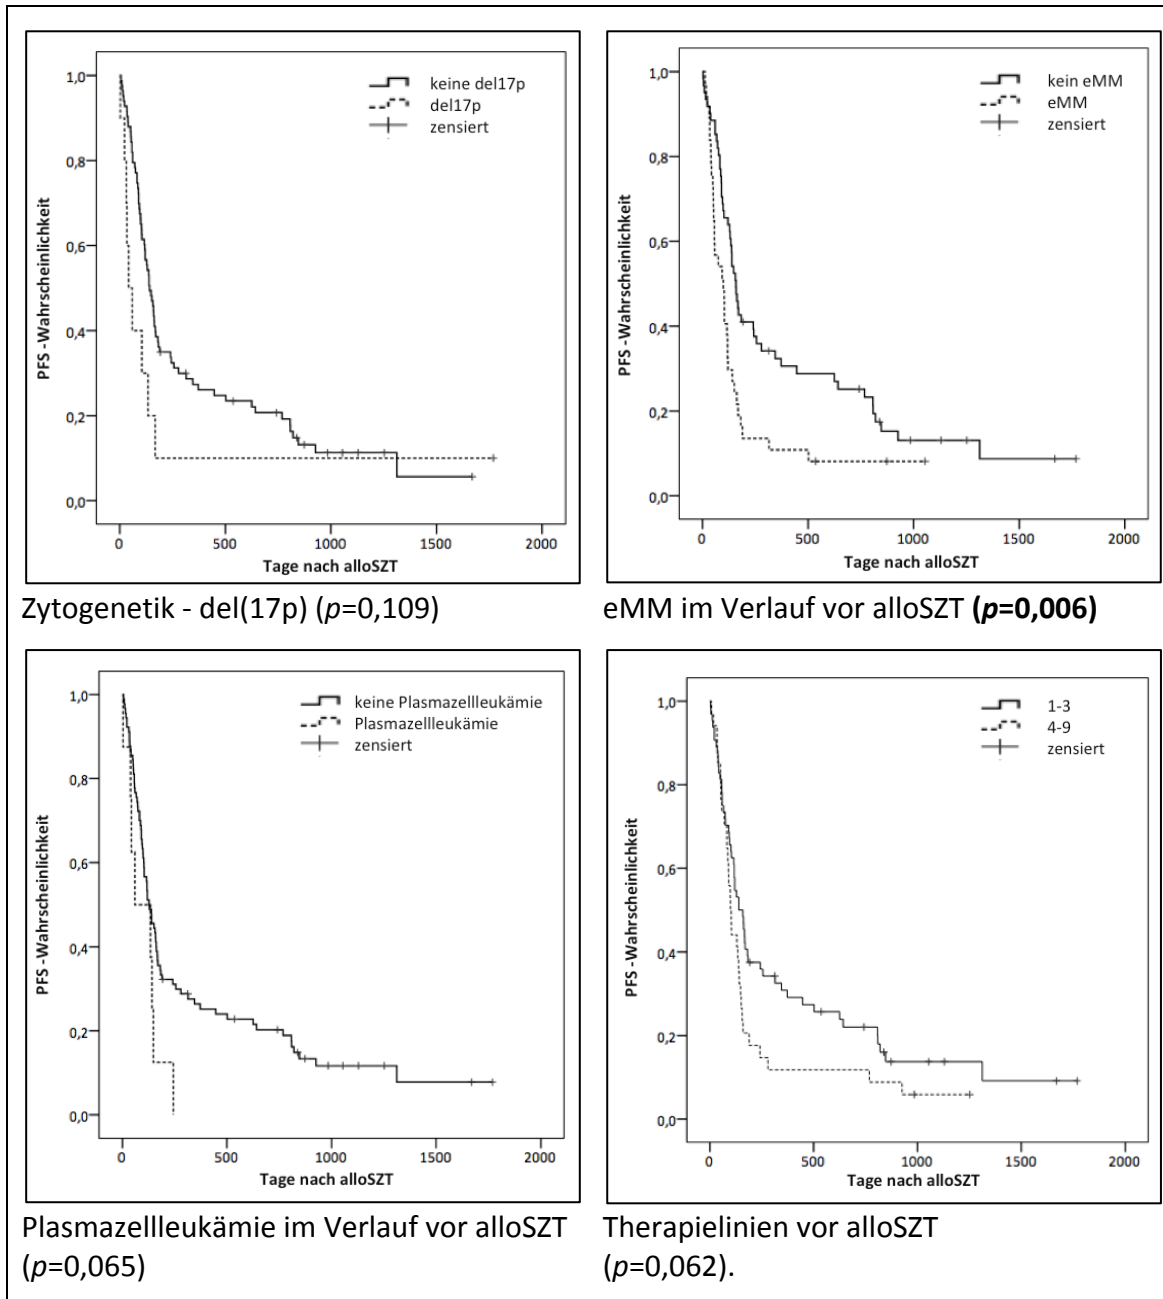 keine del17p
del17p
zensiert
1,0
0,8
0,6
0,4
0,2
0,0
PFS -Wahrscheinlichkeit
0 500 1000 1500 2000
Tage nach alloSZT
Zytogenetik - del(17p) (p=0,109)
kein eMM
eMM
zensiert
1,0
0,8
0,6
0,4
0,2
0,0
PFS -Wahrscheinlichkeit
0 500 1000 1500 2000
Tage nach alloSZT
eMM im Verlauf vor alloSZT (p=0,006)
keine Plasmazellleukämie
Plasmazellleukämie
zensiert
1,0
0,8
0,6
0,4
0,2
0,0
PFS -Wahrscheinlichkeit
0 500 1000 1500 2000
Tage nach alloSZT
Plasmazellleukämie im Verlauf vor alloSZT
(p=0,065)
1-3
4-9
zensiert
1,0
0,8
0,6
0,4
0,2
0,0
PFS -Wahrscheinlichkeit
0 500 1000 1500 2000
Tage nach alloSZT
Therapielinien vor alloSZT
(p=0,062).